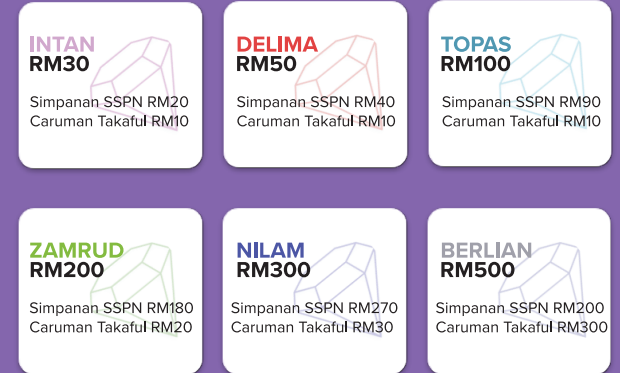 INTAN
RM30
Simpanan SSPN RM20
Caruman Takaful RM10
DELIMA
RM50
Simpanan SSPN RM40
Caruman Takaful RM10
TOPAS
RM100
Simpanan SSPN RM90
Caruman Takaful RM10
ZAMRUD
RM200
Simpanan SSPN RM180
Caruman Takaful RM20
NILAM
RM300
Simpanan SSPN RM270
Caruman Takaful RM30
BERLIAN
RM500
Simpanan SSPN RM200
Caruman Takaful RM300